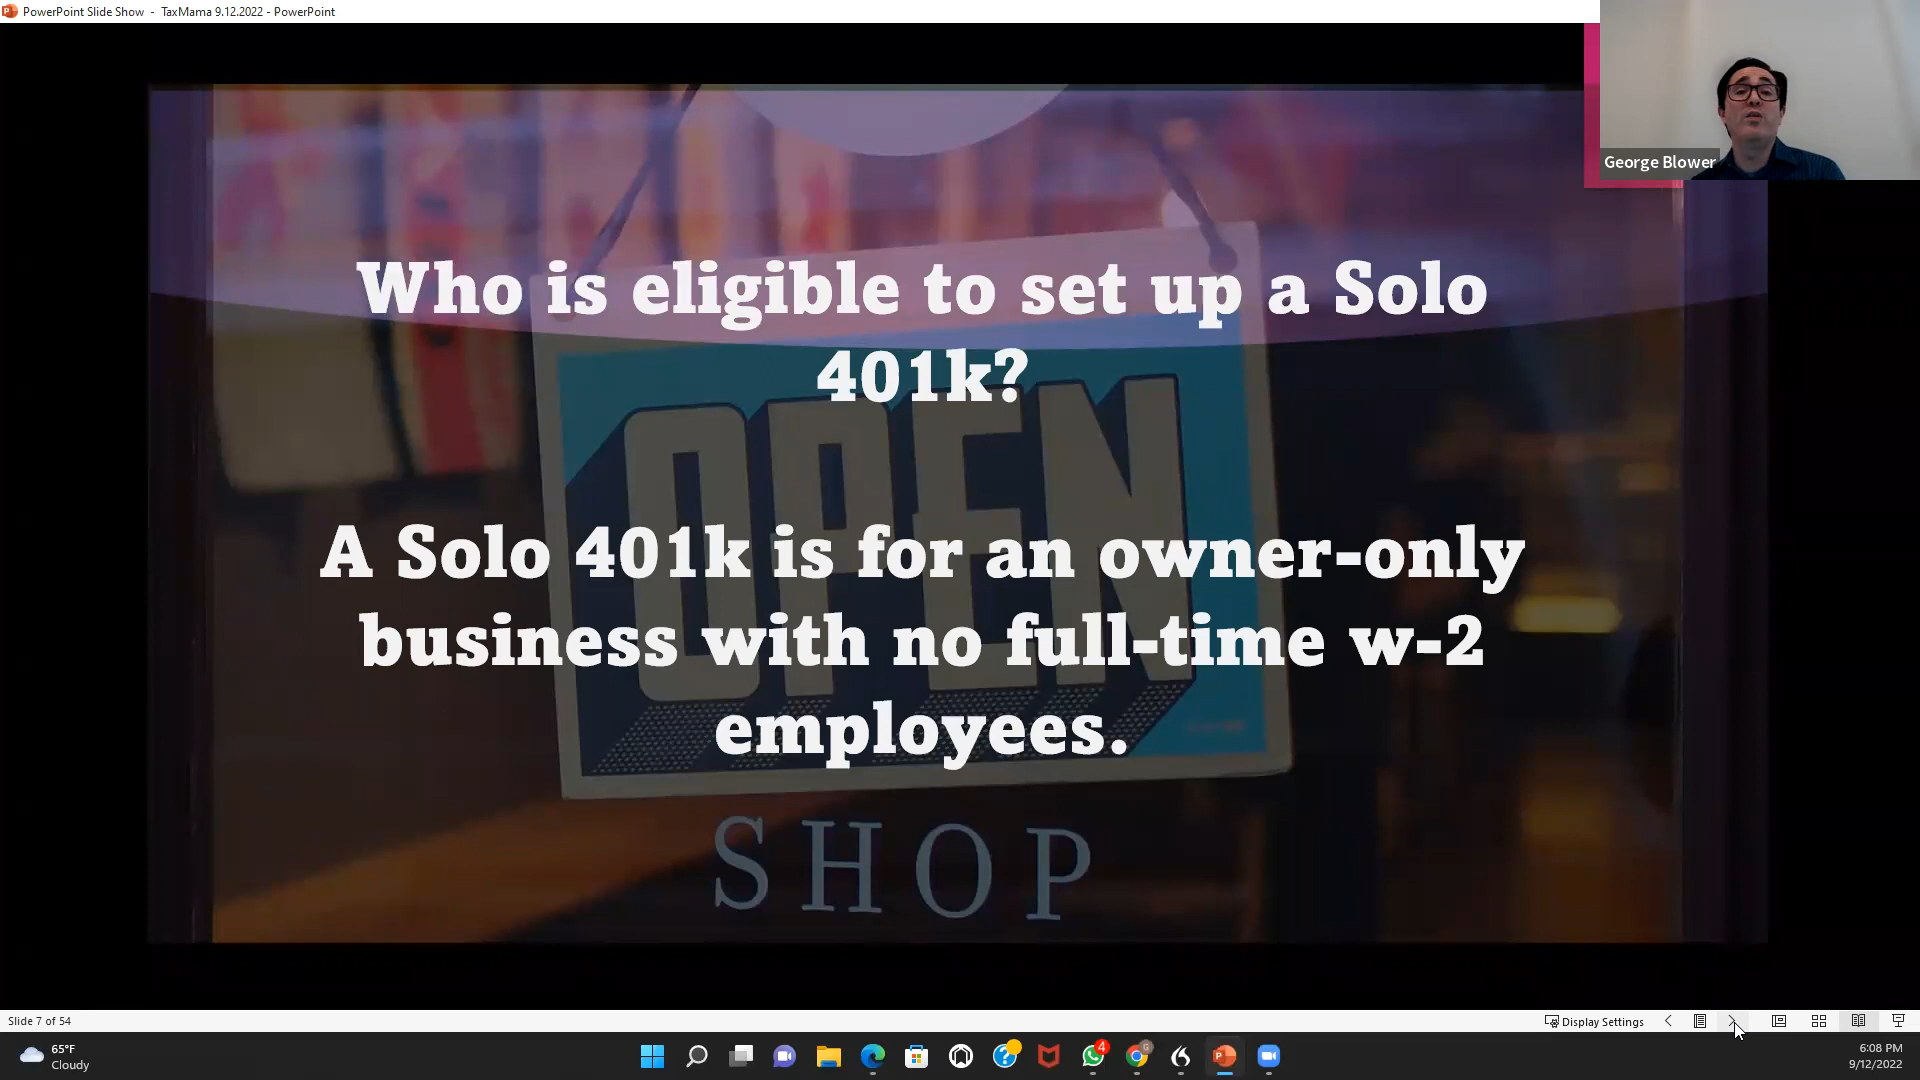 PowerPoint Slide Show - TaxMama 9.12.2022 - PowerPoint
George Blower
Who is eligible to set up a Solo
401k?
A Solo 401k is for an owner-only
business with no full-time w-2
employees.
OPEN
SHOP
Slide 7 of 54
Display Settings
65°F
Cloudy
4
G
6:08 PM
9/12/2022